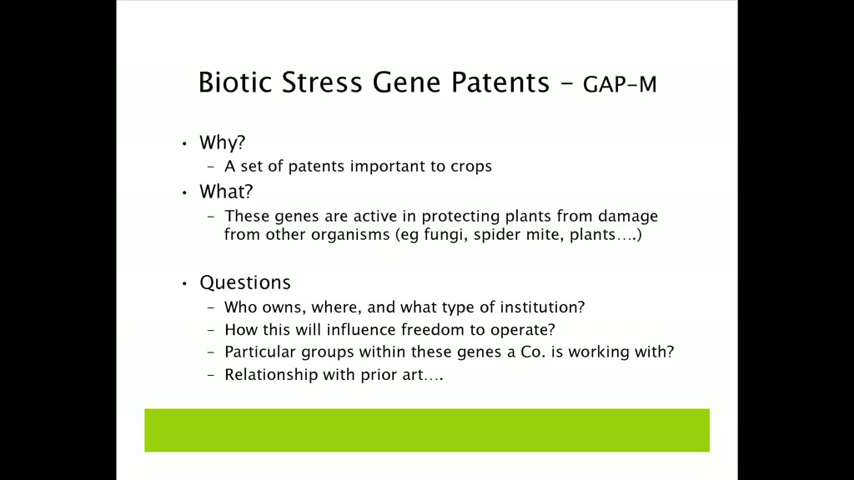 Biotic Stress Gene Patents – GAP-M
• Why?
– A set of patents important to crops
• What?
– These genes are active in protecting plants from damage
from other organisms (eg fungi, spider mite, plants....)
• Questions
– Who owns, where, and what type of institution?
– How this will influence freedom to operate?
– Particular groups within these genes a Co. is working with?
– Relationship with prior art....